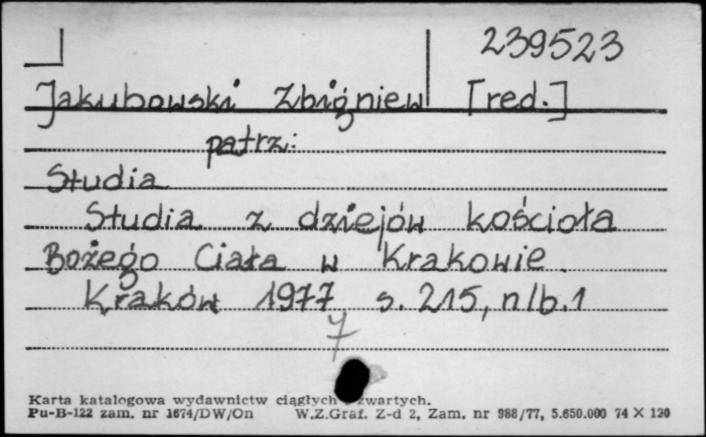 239523
Jakubowski Zbigniew [red.]
patrz:
Studia
Studia z dziejów kościoła
Bożego Ciała w Krakowie.
Kraków 1977 s. 215, nlb.1
7
Karta katalogowa wydawnictw ciągłych zwartych.
Pu-B-122 zam. nr 1674/DW/On W.Z.Graf. Z-d 2, Zam. nr 988/77, 5.650.000 74 X 120